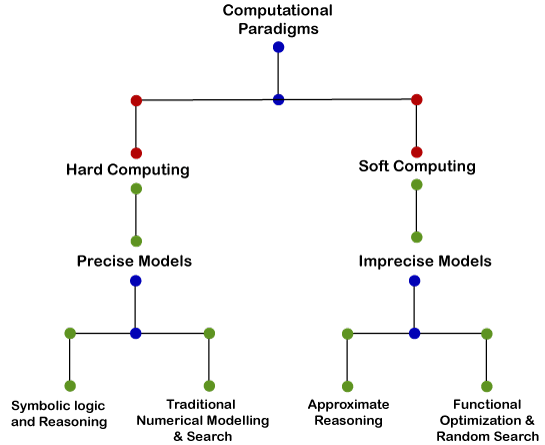 Computational
Paradigms
Hard Computing
Soft Computing
Precise Models
Imprecise Models
Symbolic logic
and Reasoning
Traditional
Numerical Modelling
& Search
Approximate
Reasoning
Functional
Optimization &
Random Search